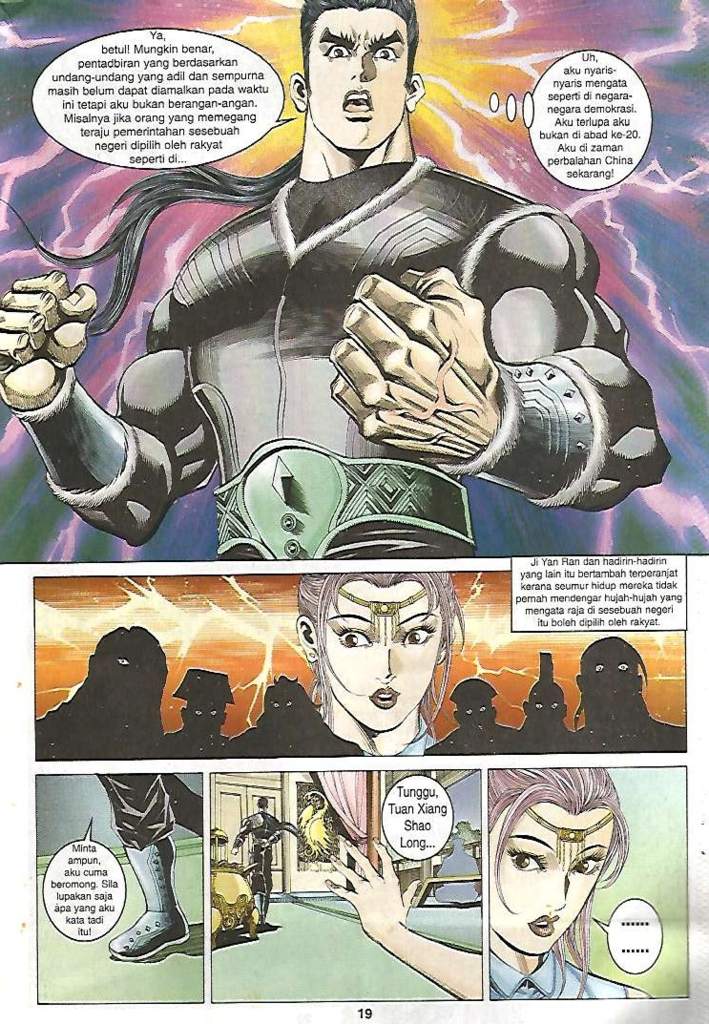 Ya,
betul! Mungkin benar,
pentadbiran yang berdasarkan
undang-undang yang adil dan sempurna
masih belum dapat diamalkan pada waktu
ini tetapi aku bukan berangan-angan.
Misalnya jika orang yang memegang
teraju pemerintahan sesebuah
negeri dipilih oleh rakyat
seperti di...
Uh,
aku nyaris-
nyaris mengata
seperti di negara-
negara demokrasi.
Aku terlupa aku
bukan di abad ke-20.
Aku di zaman
perbalahan China
sekarang!
Ji Yan Ran dan hadirin-hadirin
yang lain itu bertambah terperanjat
kerana seumur hidup mereka tidak
pernah mendengar hujah-hujah yang
mengata raja di sesebuah negeri
itu boleh dipilih oleh rakyat.
Minta
ampun,
aku cuma
beromong. Sila
lupakan saja
apa yang aku
kata tadi
itu!
Tunggu,
Tuan Xiang
Shao
Long...
......
......
19